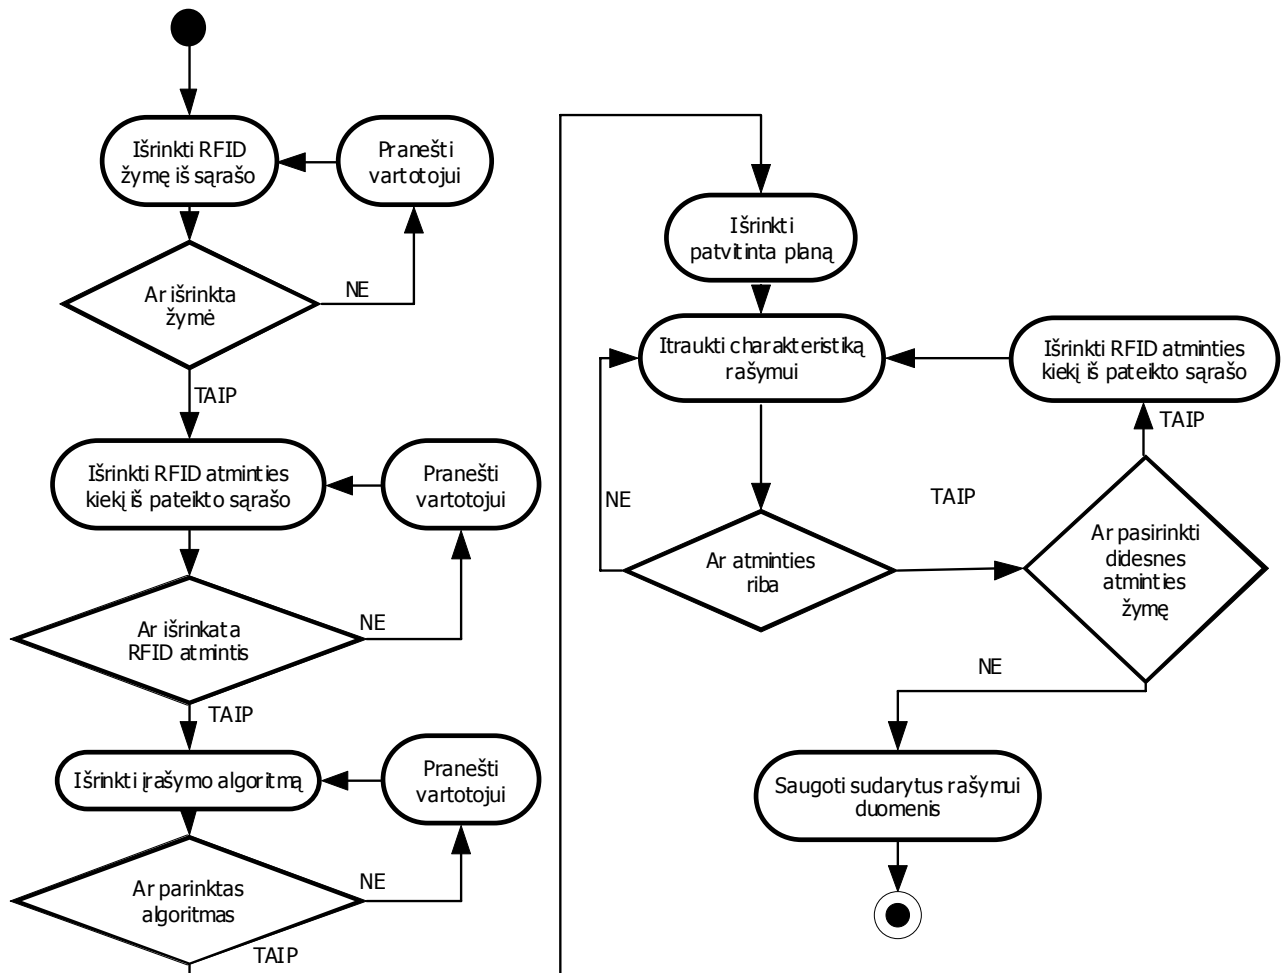 Išrinkti RFID
žymę iš sąrašo
Pranešti
vartotojui
Ar išrinkta
žymė
NE
TAIP
Išrinkti RFID atminties
kiekį iš pateikto sąrašo
Pranešti
vartotojui
Ar išrinkata
RFID atmintis
NE
TAIP
Išrinkti įrašymo algoritmą
Pranešti
vartotojui
Ar parinktas
algoritmas
NE
TAIP
Išrinkti
patvitinta planą
Itraukti charakteristiką
rašymui
Išrinkti RFID atminties
kiekį iš pateikto sąrašo
TAIP
NE
TAIP
Ar atminties
riba
Ar pasirinkti
didesnes
atminties
žymę
NE
Saugoti sudarytus rašymui
duomenis